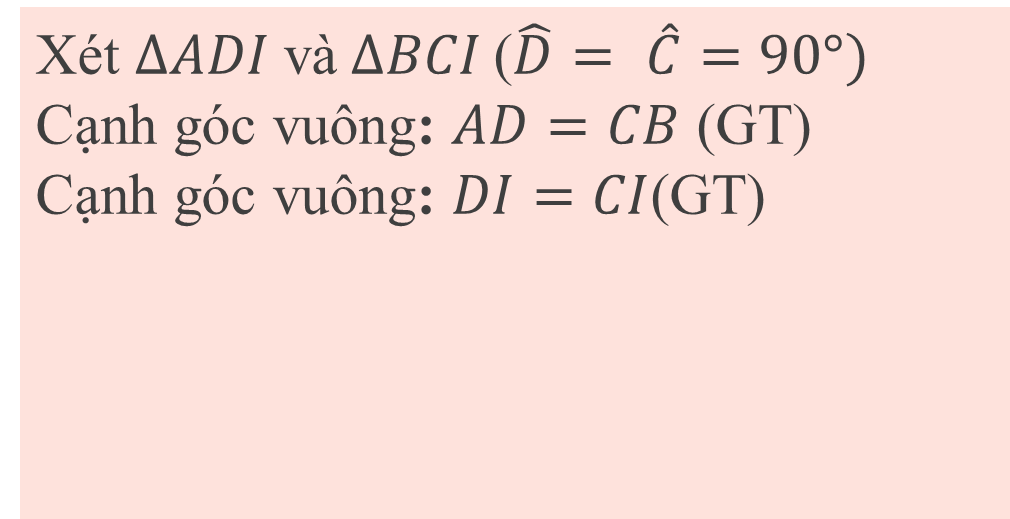 Xét ΔADI và ΔBCI (D̂ = Ĉ = 90°)
Cạnh góc vuông: AD = CB (GT)
Cạnh góc vuông: DI = CI(GT)